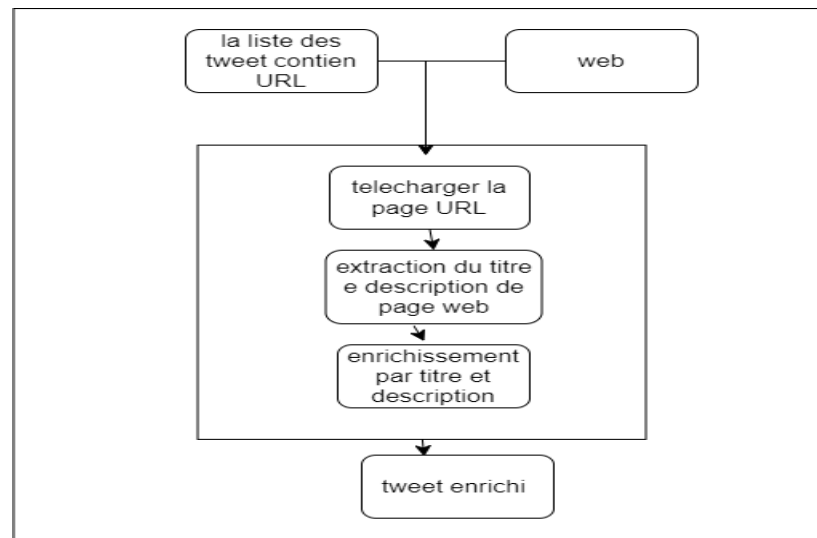 la liste des
tweet contien
URL
web
telecharger la
page URL
extraction du titre
e description de
page web
enrichissement
par titre et
description
tweet enrichi